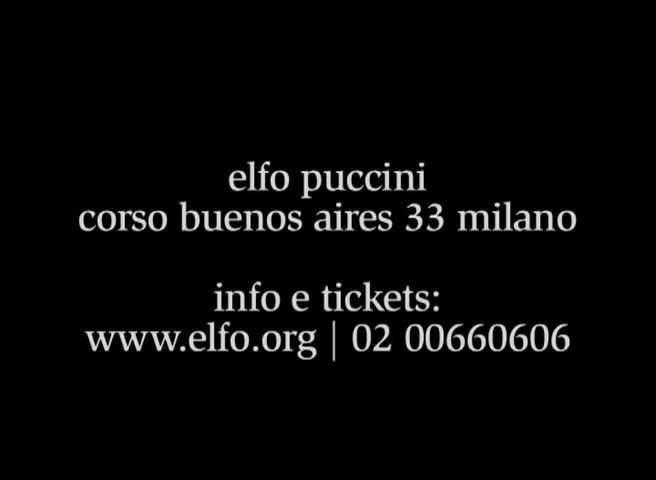 elfo puccini
corso buenos aires 33 milano
info e tickets:
www.elfo.org | 02 00660606